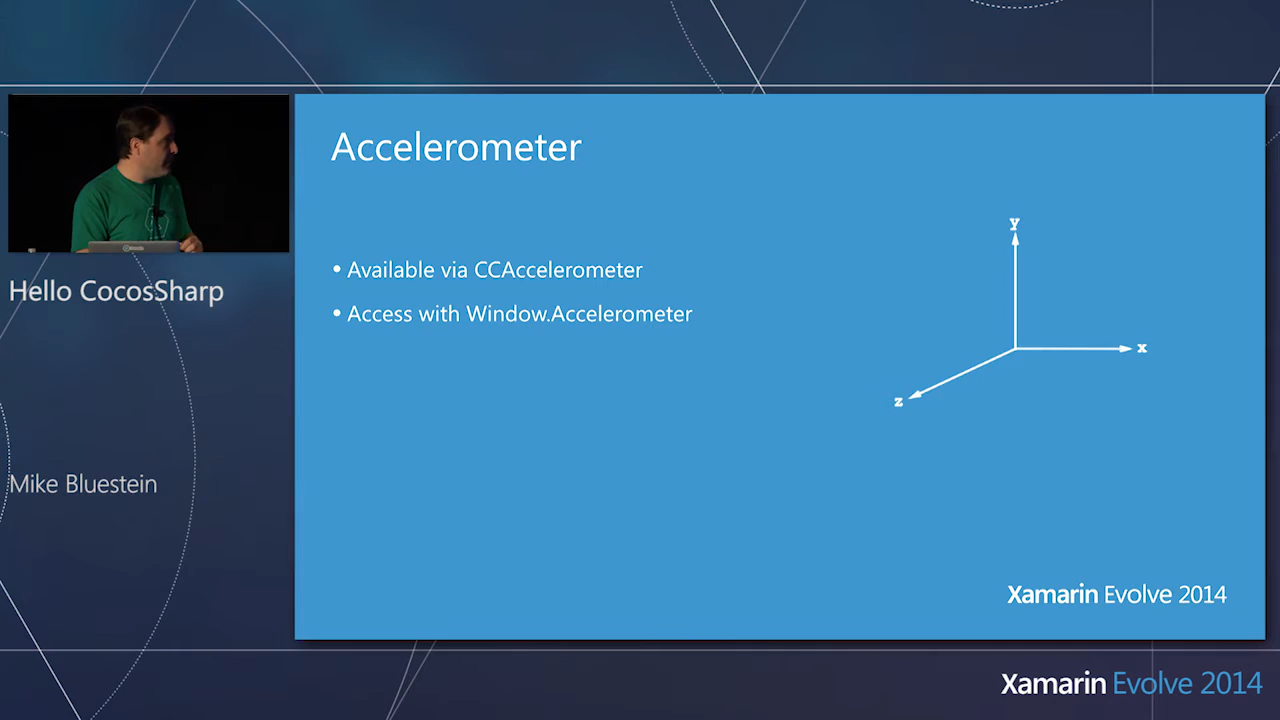 Accelerometer
• Available via CCAccelerometer
• Access with Window.Accelerometer
y
x
z
Xamarin Evolve 2014
Hello CocosSharp
Mike Bluestein
Xamarin Evolve 2014